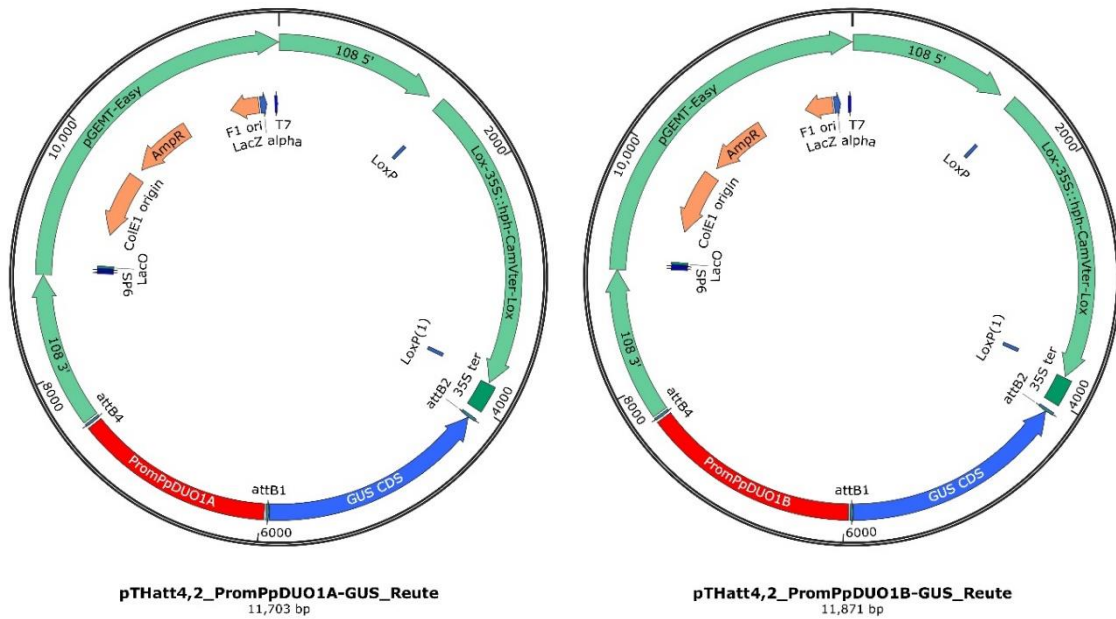 108 5'
2000
Lox-35S::hph-CamVter-Lox
LoxP
LoxP(1)
35S ter
4000
attB2
GUS CDS
attB1
6000
PromPpDUO1A
attB4
8000
108 3'
SP6
LacO
ColE1 origin
AmpR
10,000
pGEMT-Easy
F1 ori
LacZ alpha
T7
pTHatt4,2_PromPpDUO1A-GUS_Reute
11,703 bp
108 5'
2000
Lox-35S::hph-CamVter-Lox
LoxP
LoxP(1)
35S ter
4000
attB2
GUS CDS
attB1
6000
PromPpDUO1B
attB4
8000
108 3'
SP6
LacO
ColE1 origin
AmpR
10,000
pGEMT-Easy
F1 ori
LacZ alpha
T7
pTHatt4,2_PromPpDUO1B-GUS_Reute
11,871 bp